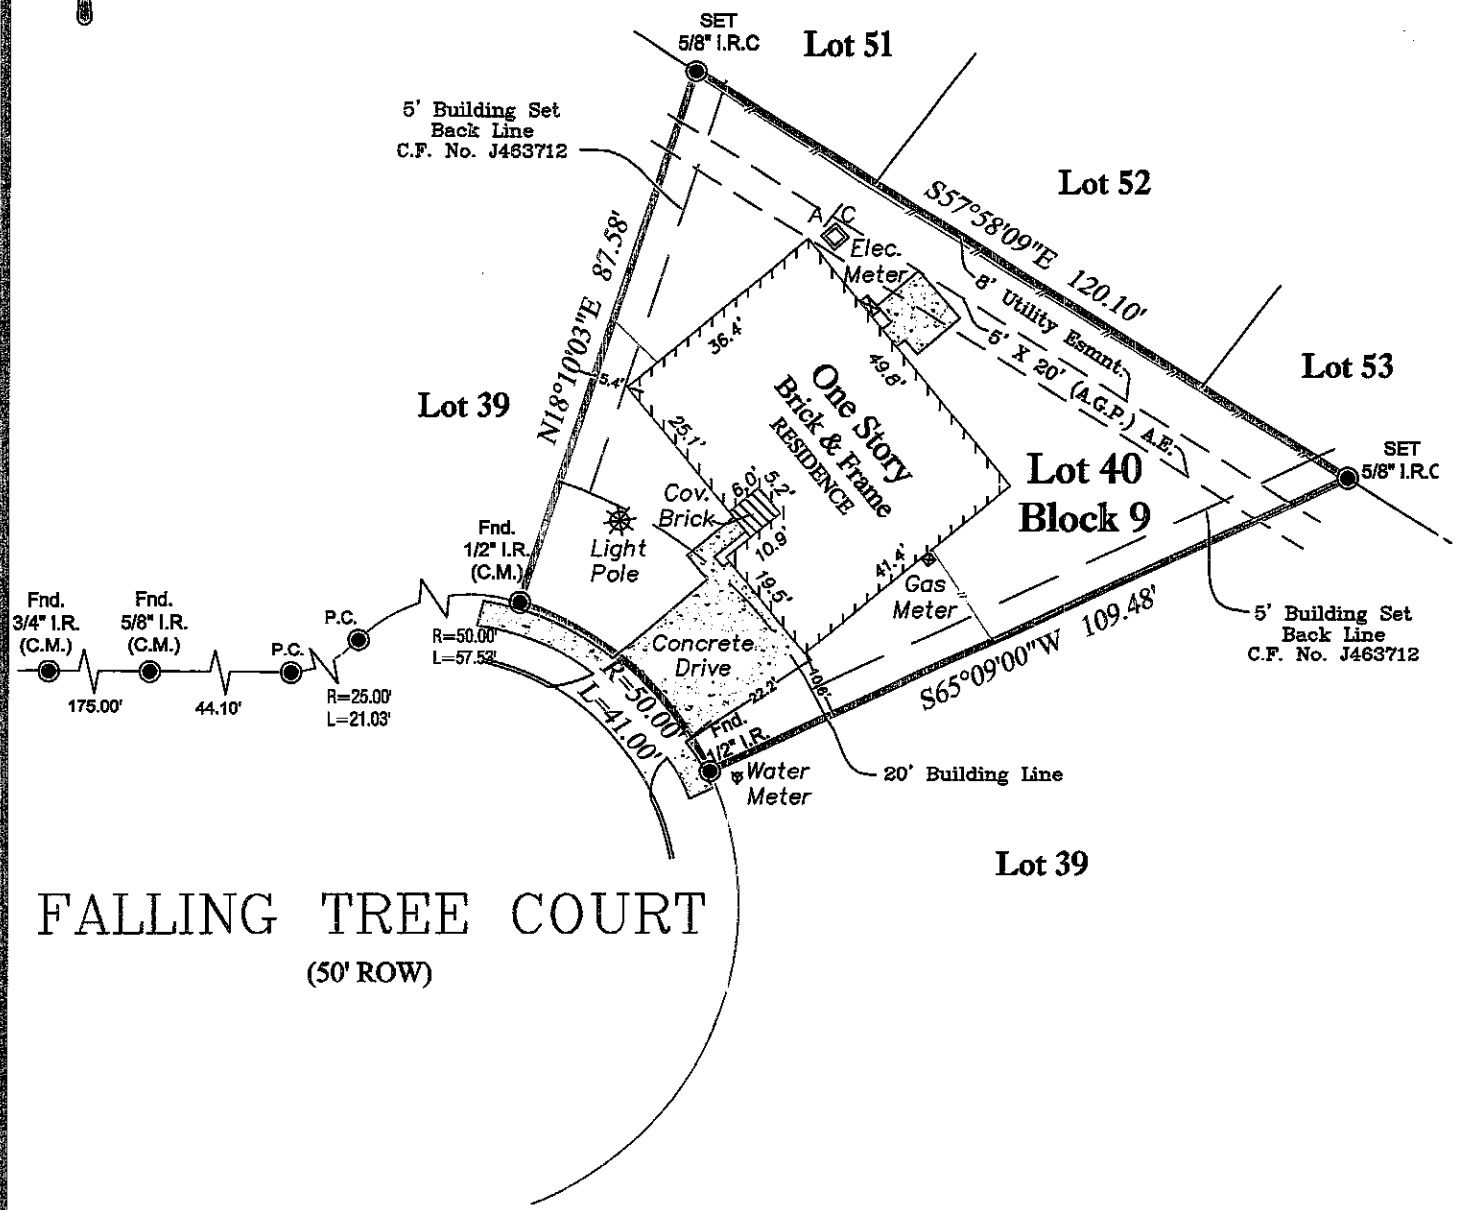 SET
5/8" I.R.C
Lot 51
5' Building Set
Back Line
C.F. No. J463712
Lot 52
S57°58'09"E 120.10'
A/C
Elec.
Meter
8' Utility Esmnt.
5' X 20' (A.G.P.) A.E.
N18°10'03"E 87.58'
36.4'
49.8'
Lot 53
5.4'
Lot 39
25.1'
One Story
Brick & Frame
RESIDENCE
Lot 40
Block 9
SET
5/8" I.R.C
Cov.
Brick
6.0'
5.2'
10.9'
19.5'
41.4'
Light
Pole
Gas
Meter
Fnd.
1/2" I.R.
(C.M.)
Fnd.
3/4" I.R.
(C.M.)
Fnd.
5/8" I.R.
(C.M.)
P.C.
P.C.
175.00'
44.10'
R=25.00'
L=21.03'
R=50.00'
L=57.53'
Concrete
Drive
R=50.00'
L=41.00'
22.2'
10.6'
S65°09'00"W 109.48'
5' Building Set
Back Line
C.F. No. J463712
Fnd.
1/2" I.R.
Water
Meter
20' Building Line
Lot 39
FALLING TREE COURT
(50' ROW)